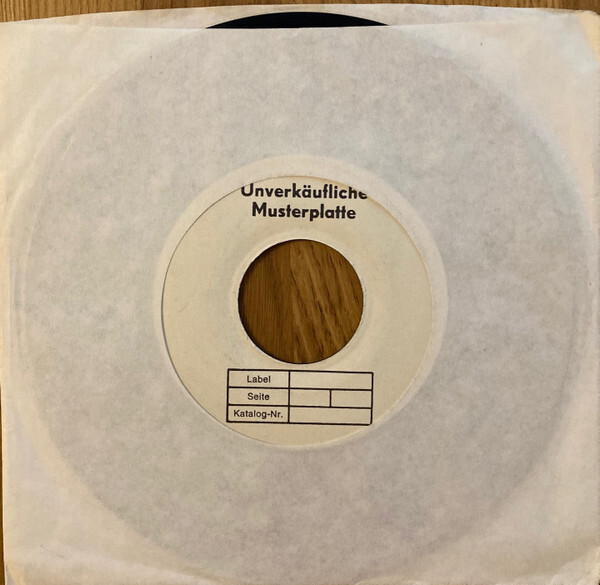 Unverkäufliche
Musterplatte
Label
Seite
Katalog-Nr.